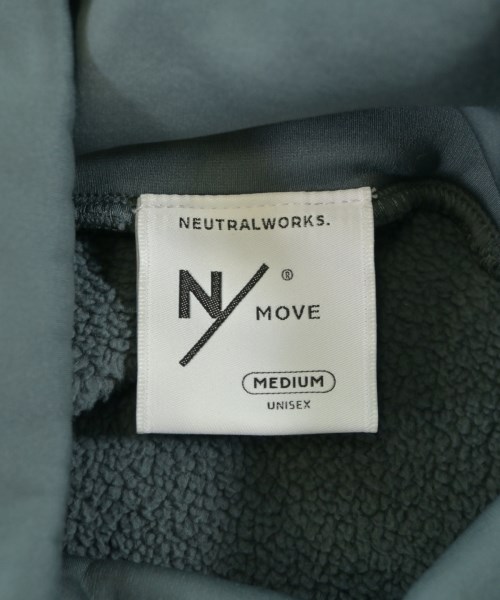 NEUTRALWORKS.
N/ ®
MOVE
MEDIUM
UNISEX